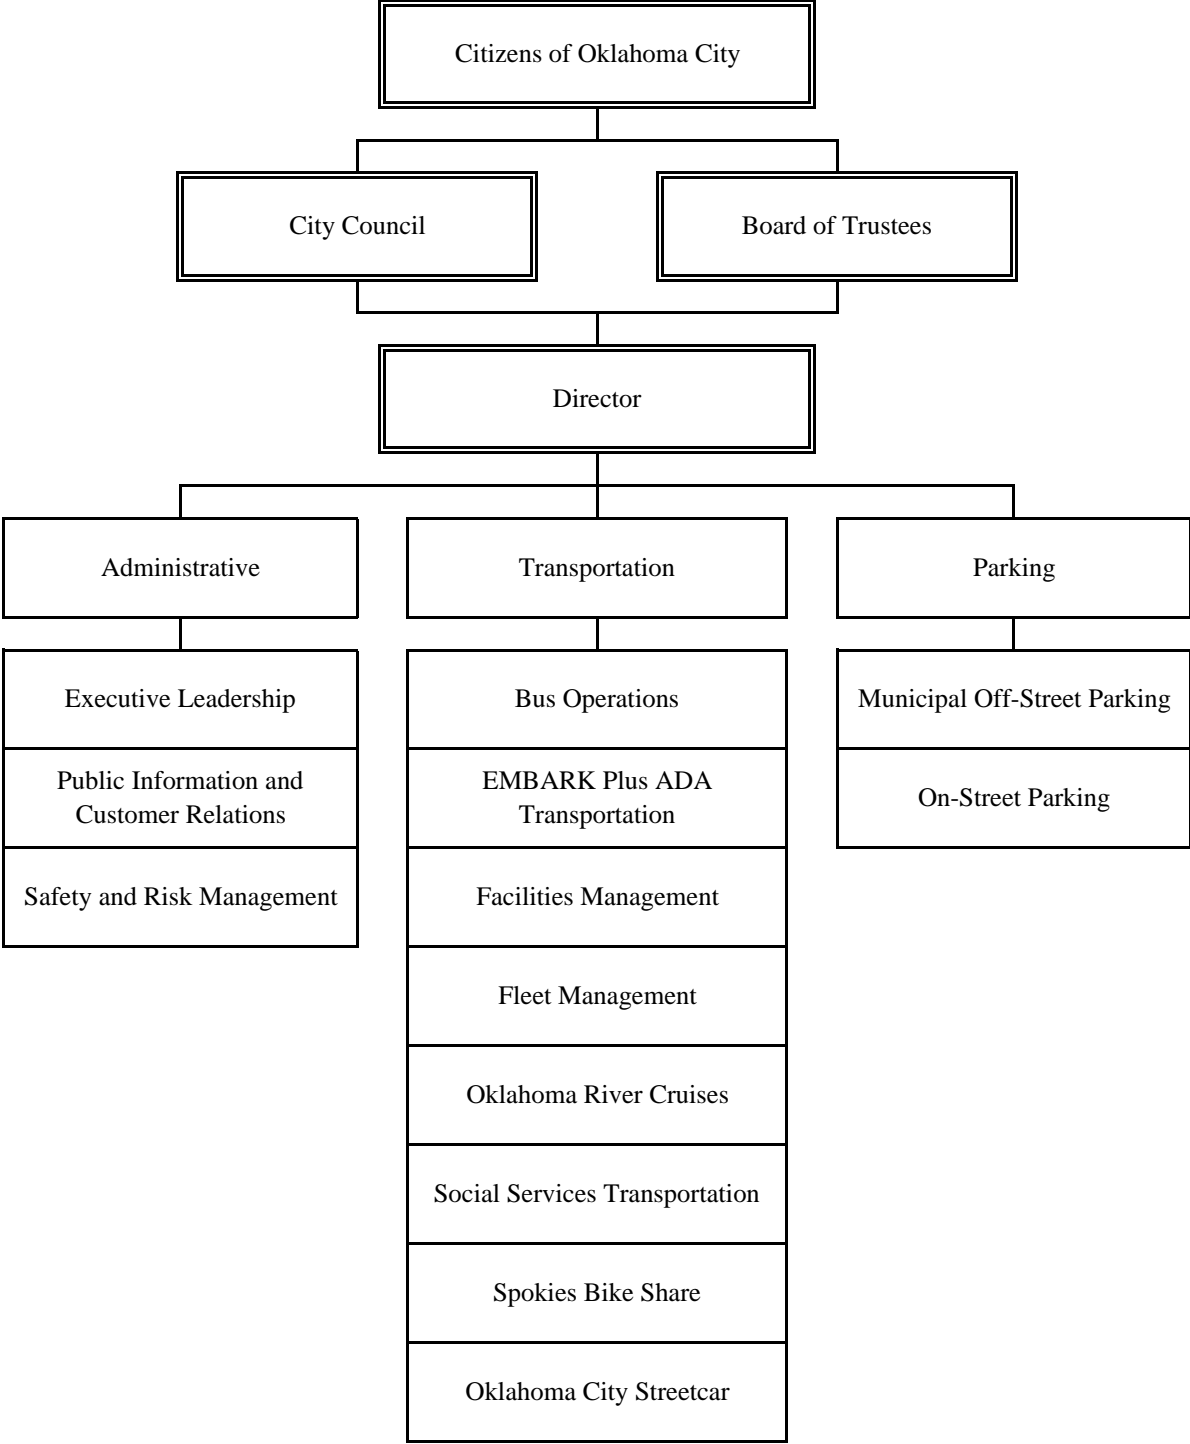 Citizens of Oklahoma City
City Council
Board of Trustees
Director
Administrative
Transportation
Parking
Executive Leadership
Public Information and
Customer Relations
Safety and Risk Management
Bus Operations
EMBARK Plus ADA
Transportation
Facilities Management
Fleet Management
Oklahoma River Cruises
Social Services Transportation
Spokies Bike Share
Oklahoma City Streetcar
Municipal Off-Street Parking
On-Street Parking